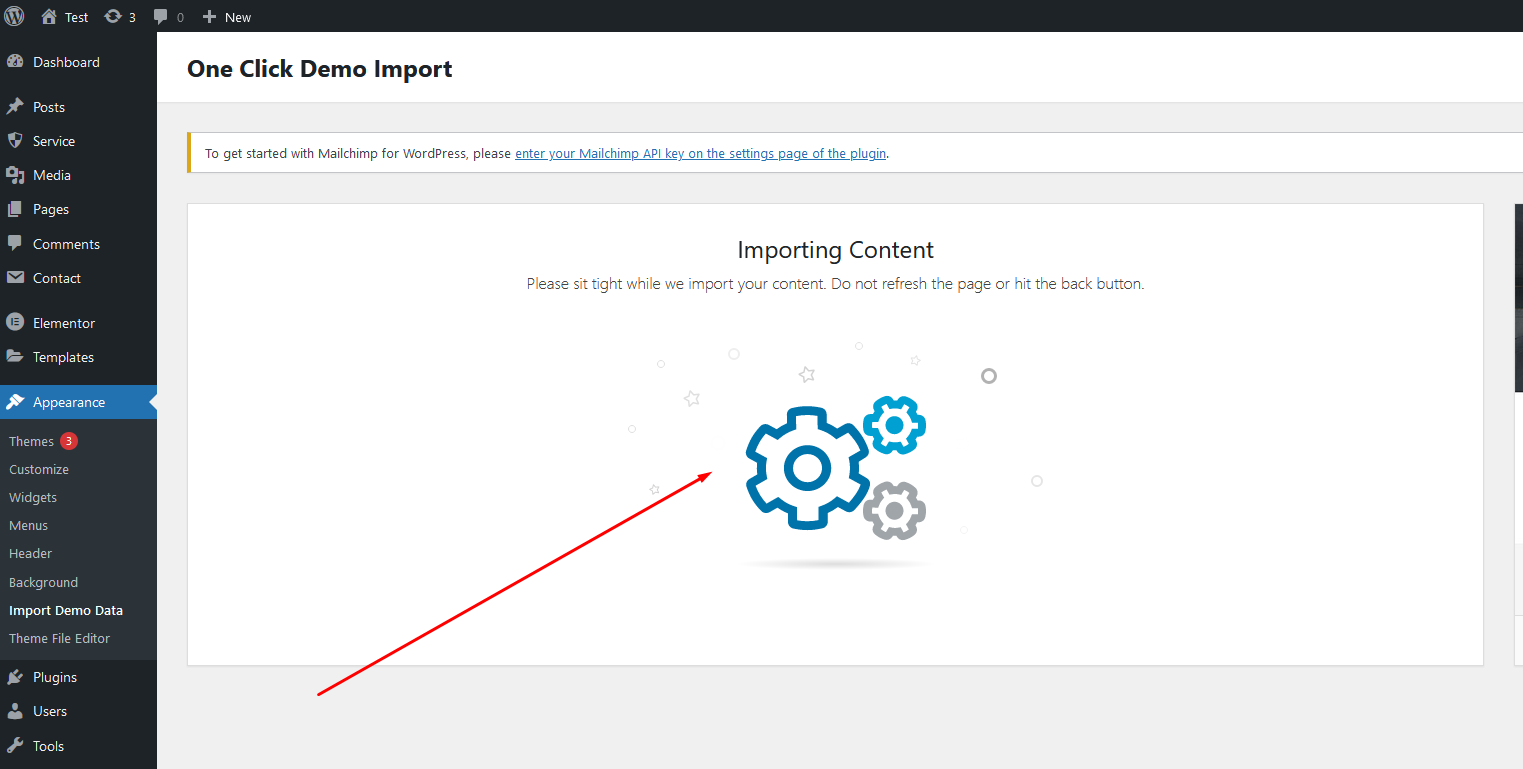 Test 3 0 New
Dashboard
Posts
Service
Media
Pages
Comments
Contact
Elementor
Templates
Appearance
Themes 3
Customize
Widgets
Menus
Header
Background
Import Demo Data
Theme File Editor
Plugins
Users
Tools
One Click Demo Import
To get started with Mailchimp for WordPress, please enter your Mailchimp API key on the settings page of the plugin.
Importing Content
Please sit tight while we import your content. Do not refresh the page or hit the back button.